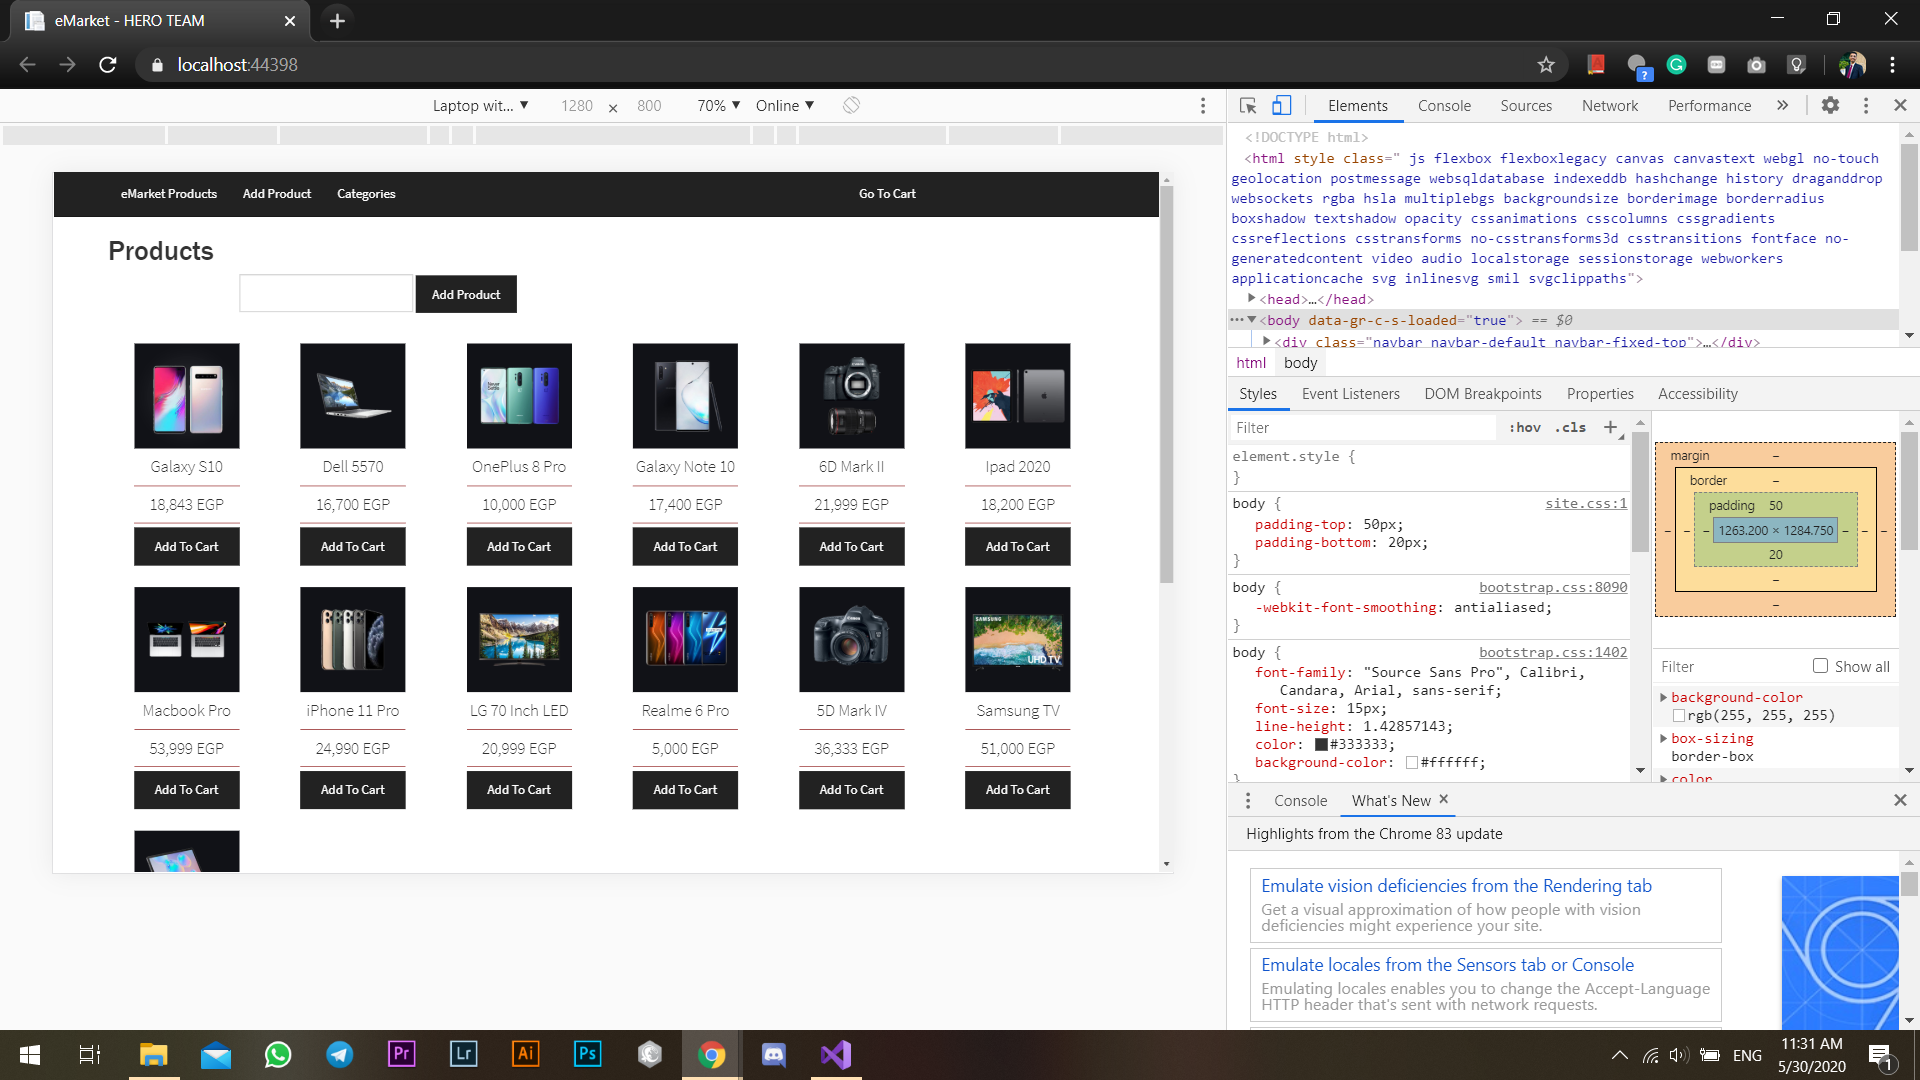 eMarket - HERO TEAM
localhost:44398
Laptop wit... 1280 × 800 70% Online
eMarket Products Add Product Categories Go To Cart
Products
Add Product
Galaxy S10 Dell 5570 OnePlus 8 Pro Galaxy Note 10 6D Mark II Ipad 2020
18,843 EGP 16,700 EGP 10,000 EGP 17,400 EGP 21,999 EGP 18,200 EGP
Add To Cart Add To Cart Add To Cart Add To Cart Add To Cart Add To Cart
UHD TV
Macbook Pro iPhone 11 Pro LG 70 Inch LED Realme 6 Pro 5D Mark IV Samsung TV
53,999 EGP 24,990 EGP 20,999 EGP 5,000 EGP 36,333 EGP 51,000 EGP
Add To Cart Add To Cart Add To Cart Add To Cart Add To Cart Add To Cart
Elements Console Sources Network Performance
<!DOCTYPE html>
<html style class=" js flexbox flexboxlegacy canvas canvastext webgl no-touch
geolocation postmessage websqldatabase indexeddb hashchange history draganddrop
websockets rgba hsla multiplebgs backgroundsize borderimage borderradius
boxshadow textshadow opacity cssanimations csscolumns cssgradients
cssreflections csstransforms no-csstransforms3d csstransitions fontface no-
generatedcontent video audio localstorage sessionstorage webworkers
applicationcache svg inlinesvg smil svgclippaths">
<head>…</head>
<body data-gr-c-s-loaded="true"> == $0
<div class="navbar navbar-default navbar-fixed-top">…</div>
html body
Styles Event Listeners DOM Breakpoints Properties Accessibility
Filter :hov .cls
element.style {
}
body { site.css:1
padding-top: 50px;
padding-bottom: 20px;
}
body { bootstrap.css:8090
-webkit-font-smoothing: antialiased;
}
body { bootstrap.css:1402
font-family: "Source Sans Pro", Calibri,
Candara, Arial, sans-serif;
font-size: 15px;
line-height: 1.42857143;
color: #333333;
background-color: #ffffff;
}
margin –
border –
padding 50
– – – 1263.200 × 1284.750 – – –
20
–
–
Filter Show all
background-color
rgb(255, 255, 255)
box-sizing
border-box
color
Console What's New
Highlights from the Chrome 83 update
Emulate vision deficiencies from the Rendering tab
Get a visual approximation of how people with vision
deficiencies might experience your site.
Emulate locales from the Sensors tab or Console
Emulating locales enables you to change the Accept-Language
HTTP header that's sent with network requests.
Pr Lr Ai Ps
ENG
11:31 AM
5/30/2020
1